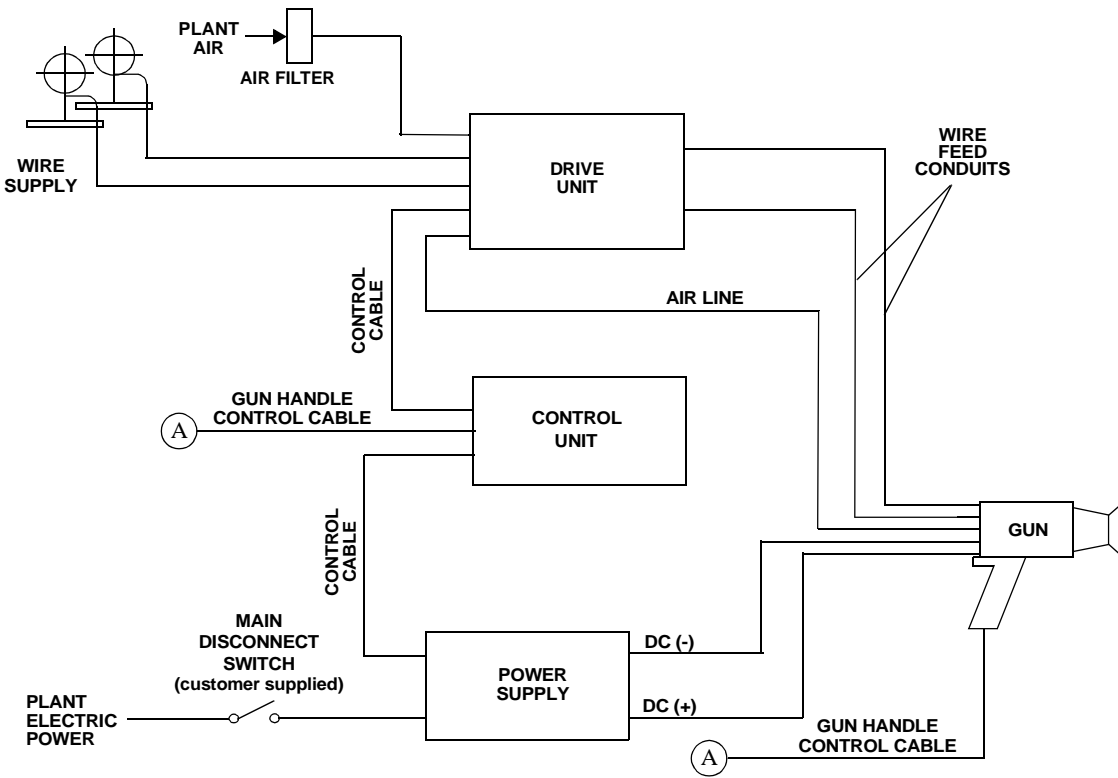 PLANT
AIR
AIR FILTER
WIRE
SUPPLY
DRIVE
UNIT
WIRE
FEED
CONDUITS
CONTROL
CABLE
AIR LINE
GUN HANDLE
CONTROL CABLE
A
CONTROL
UNIT
CONTROL
CABLE
GUN
MAIN
DISCONNECT
SWITCH
(customer supplied)
PLANT
ELECTRIC
POWER
POWER
SUPPLY
DC (-)
DC (+)
GUN HANDLE
CONTROL CABLE
A